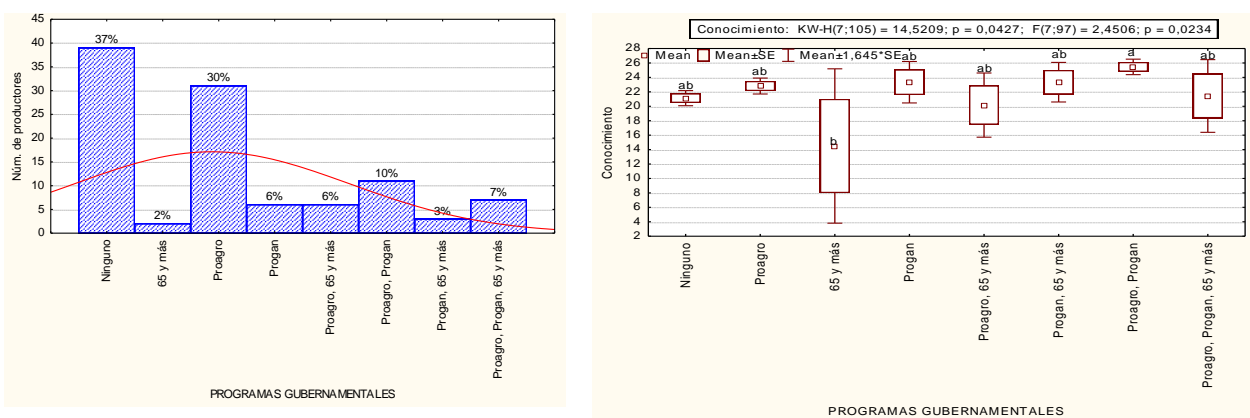 45
40
35
30
25
20
15
10
5
0
Núm. de productores
37%
2%
30%
6%
6%
10%
3%
7%
Ninguno
65 y más
Proagro
Progan
Proagro, 65 y más
Proagro, Progan
Progan, 65 y más
Proagro, Progan, 65 y más
PROGRAMAS GUBERNAMENTALES
Conocimiento: KW-H(7;105) = 14,5209; p = 0,0427; F(7;97) = 2,4506; p = 0,0234
Mean Mean±SE Mean±1,645*SE
28
26
24
22
20
18
16
14
12
10
8
6
4
2
Conocimiento
ab
ab
b
ab
ab
ab
a
ab
Ninguno
Proagro
65 y más
Progan
Proagro, 65 y más
Progan, 65 y más
Proagro, Progan
Proagro, Progan, 65 y más
PROGRAMAS GUBERNAMENTALES